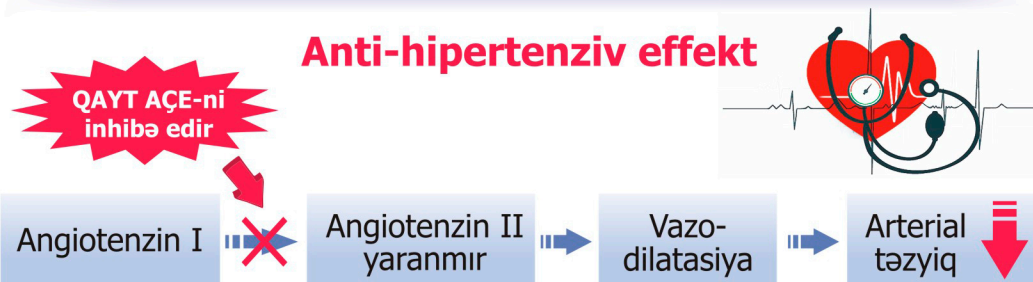 Anti-hipertenziv effekt
QAYT AÇE-ni
inhibə edir
Angiotenzin I
Angiotenzin II
yaranmır
Vazo-
dilatasiya
Arterial
təzyiq